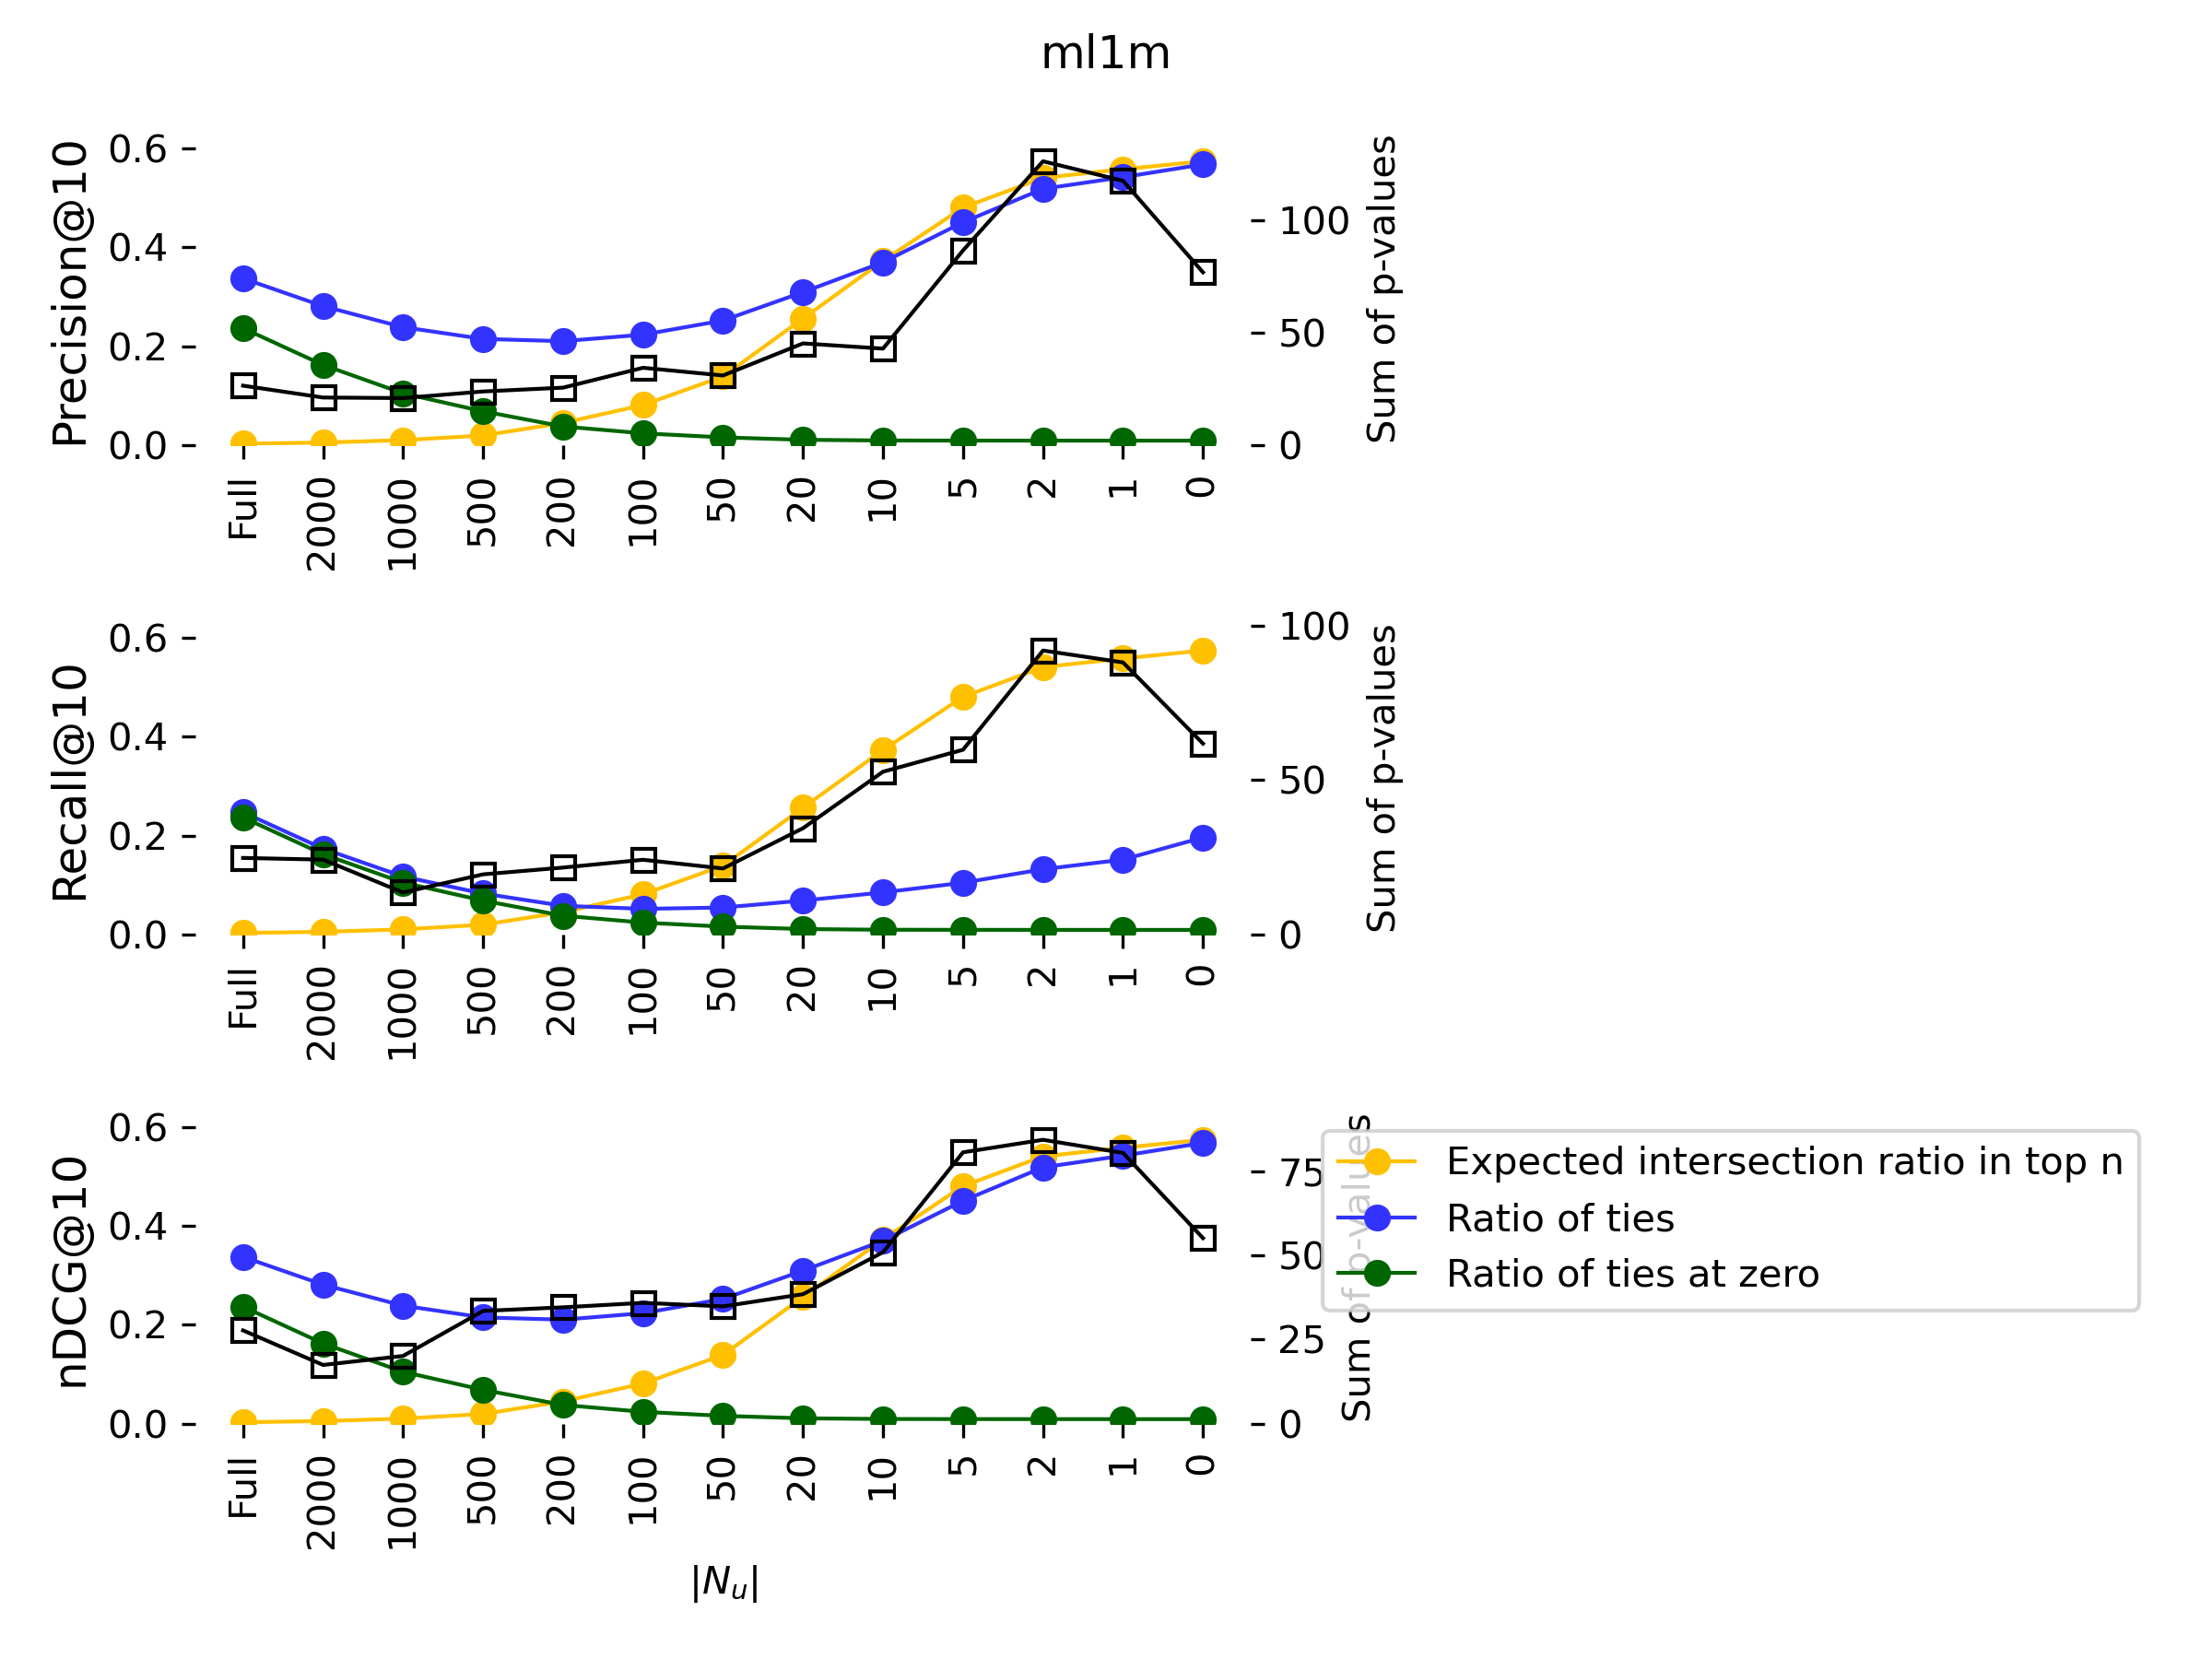 ml1m
Precision@10
0.6
0.4
0.2
0.0
100
50
0
Sum of p-values
Full 2000 1000 500 200 100 50 20 10 5 2 1 0
Recall@10
0.6
0.4
0.2
0.0
100
50
0
Sum of p-values
Full 2000 1000 500 200 100 50 20 10 5 2 1 0
nDCG@10
0.6
0.4
0.2
0.0
75
50
25
0
Sum of p-values
Expected intersection ratio in top n
Ratio of ties
Ratio of ties at zero
Full 2000 1000 500 200 100 50 20 10 5 2 1 0
|Nᵤ|